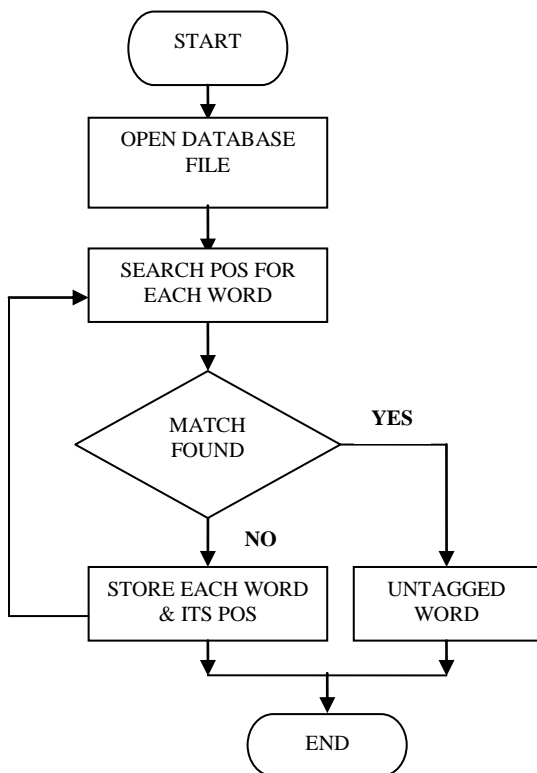 START
OPEN DATABASE
FILE
SEARCH POS FOR
EACH WORD
MATCH
FOUND
YES
NO
STORE EACH WORD
& ITS POS
UNTAGGED
WORD
END